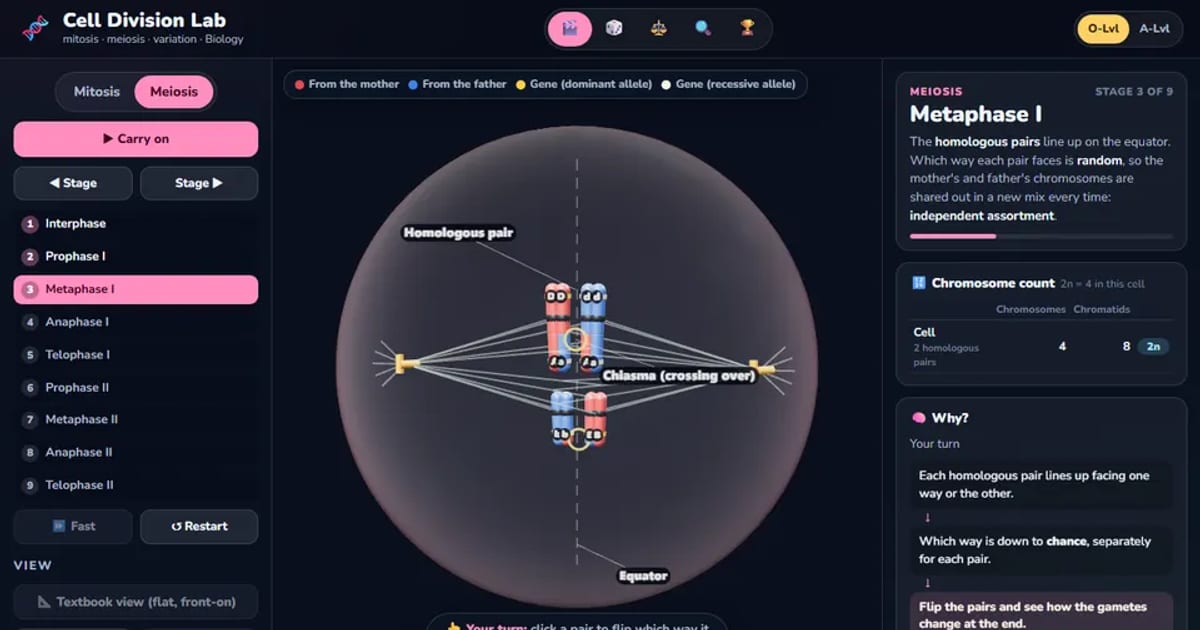 Cell Division Lab
mitosis · meiosis · variation · Biology
O-Lvl
A-Lvl
Mitosis
Meiosis
▶ Carry on
◀ Stage
Stage ▶
1 Interphase
2 Prophase I
3 Metaphase I
4 Anaphase I
5 Telophase I
6 Prophase II
7 Metaphase II
8 Anaphase II
9 Telophase II
Fast
↺ Restart
VIEW
Textbook view (flat, front-on)
From the mother
From the father
Gene (dominant allele)
Gene (recessive allele)
Homologous pair
D D
d d
Chiasma (crossing over)
Equator
Your turn: click a pair to flip which way it
MEIOSIS
STAGE 3 OF 9
Metaphase I
The homologous pairs line up on the equator.
Which way each pair faces is random, so the
mother's and father's chromosomes are
shared out in a new mix every time:
independent assortment.
Chromosome count 2n = 4 in this cell
Chromosomes Chromatids
Cell
2 homologous
pairs
4
8
2n
Why?
Your turn
Each homologous pair lines up facing one
way or the other.
↓
Which way is down to chance, separately
for each pair.
↓
Flip the pairs and see how the gametes
change at the end.